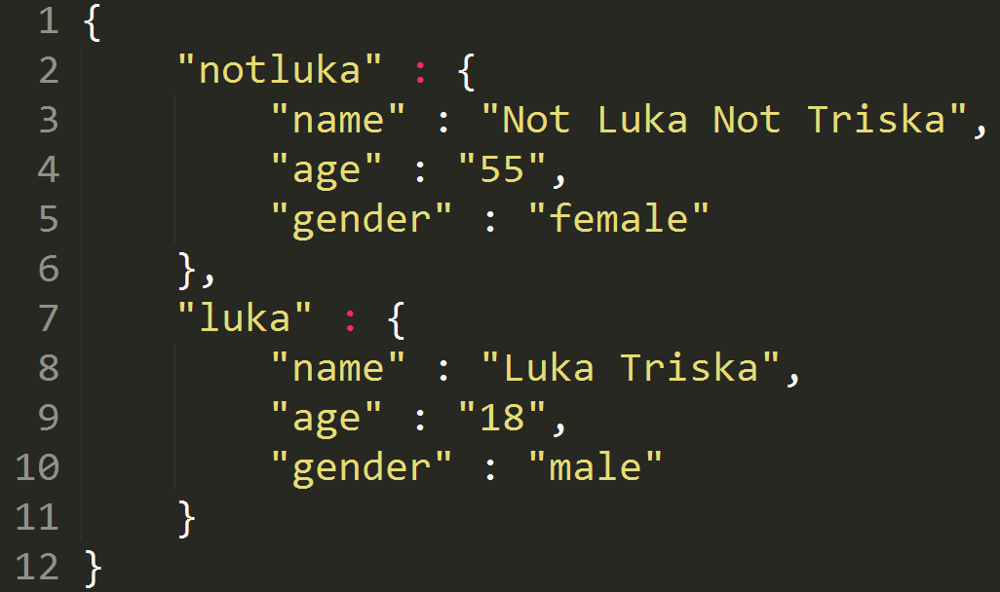 1 {
2     "notluka" : {
3         "name" : "Not Luka Not Triska",
4         "age" : "55",
5         "gender" : "female"
6     },
7     "luka" : {
8         "name" : "Luka Triska",
9         "age" : "18",
10         "gender" : "male"
11     }
12 }